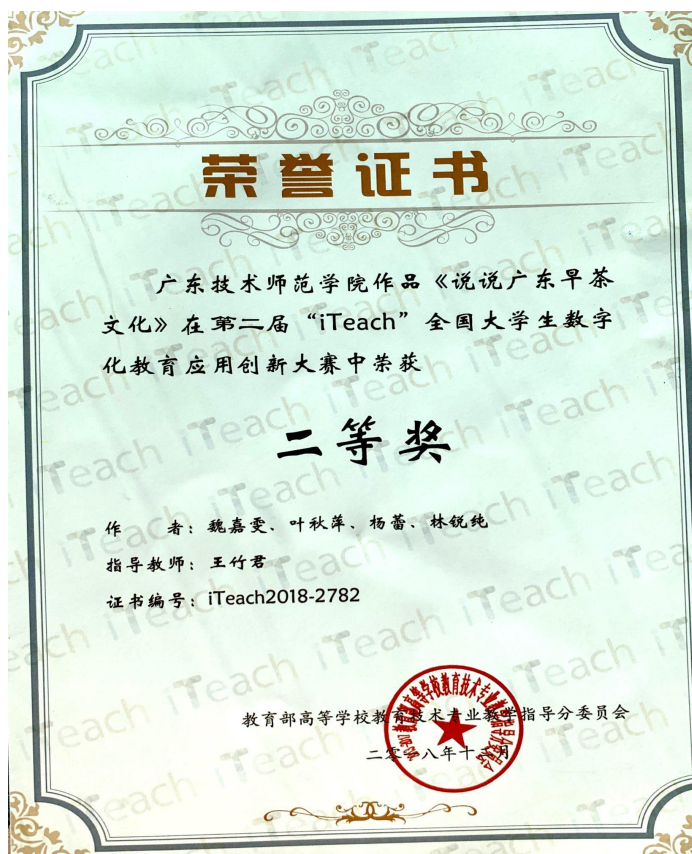 荣誉证书
广东技术师范学院作品《说说广东早茶
文化》在第二届“iTeach”全国大学生数字
化教育应用创新大赛中荣获
二等奖
作 者：魏嘉雯、叶秋萍、杨蕾、林锐纯
指导教师：王竹君
证书编号：iTeach2018-2782
教育部高等学校教育技术专业教学指导分委员会
二零一八年十二月